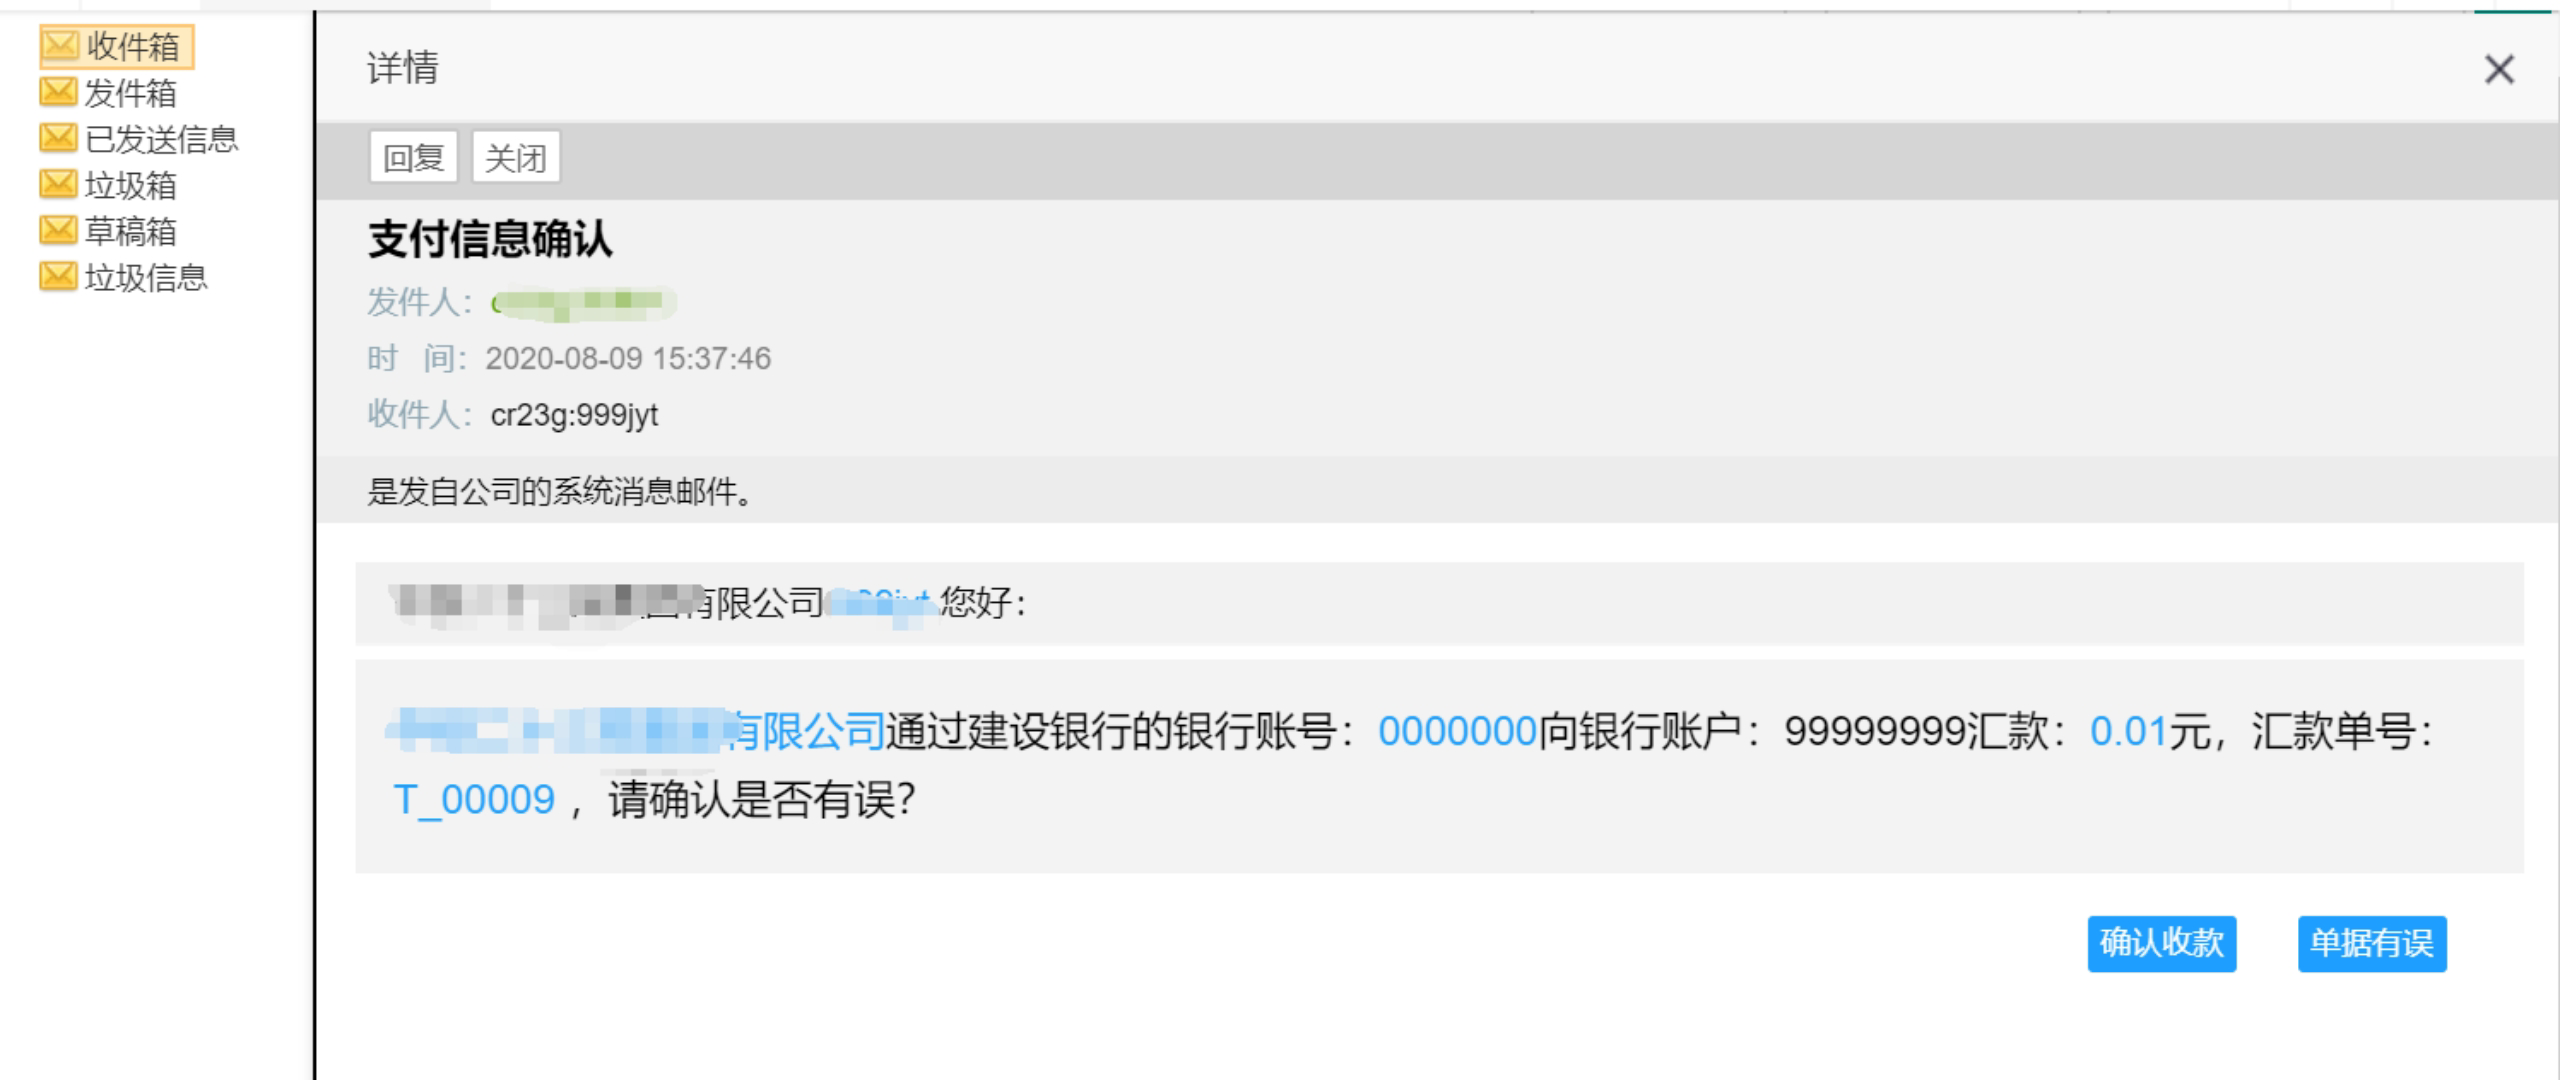 收件箱
发件箱
已发送信息
垃圾箱
草稿箱
垃圾信息
详情
回复 关闭
支付信息确认
发件人：
时 间：2020-08-09 15:37:46
收件人：cr23g:999jyt
是发自公司的系统消息邮件。
有限公司 您好：
有限公司通过建设银行的银行账号：0000000向银行账户：99999999汇款：0.01元，汇款单号：
T_00009 ，请确认是否有误？
确认收款 单据有误